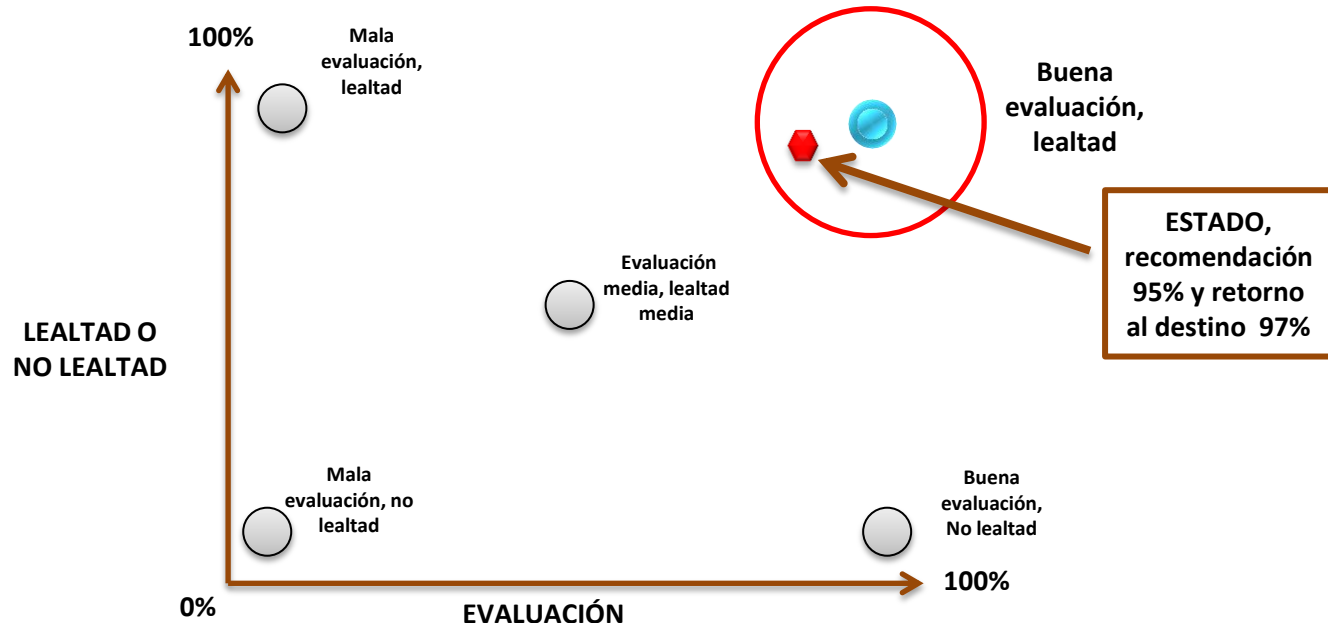 100%
Mala
evaluación,
lealtad
Buena
evaluación,
lealtad
ESTADO,
recomendación
95% y retorno
al destino 97%
Evaluación
media, lealtad
media
LEALTAD O
NO LEALTAD
Mala
evaluación, no
lealtad
Buena
evaluación,
No lealtad
0%
EVALUACIÓN
100%